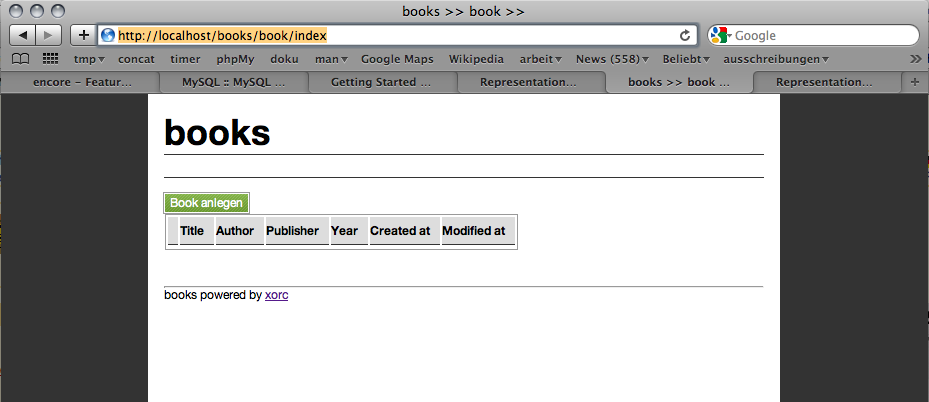 books >> book >>
http://localhost/books/book/index
Google
tmp concat timer phpMy doku man Google Maps Wikipedia arbeit News (558) Beliebt ausschreibungen
encore – Featur... MySQL :: MySQL ... Getting Started ... Representation... books >> book ... Representation...
books
Book anlegen
Title Author Publisher Year Created at Modified at
books powered by xorc